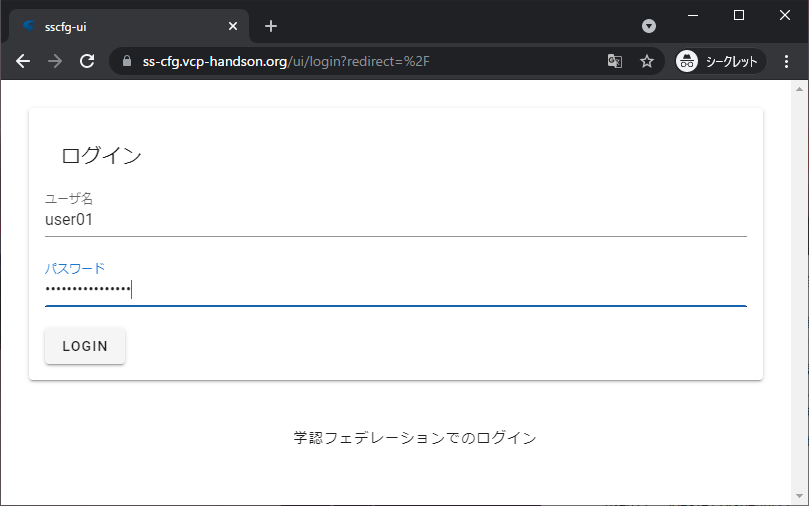 sscfg-ui
ss-cfg.vcp-handson.org/ui/login?redirect=%2F
シークレット
ログイン
ユーザ名
user01
パスワード
••••••••••••••••
LOGIN
学認フェデレーションでのログイン